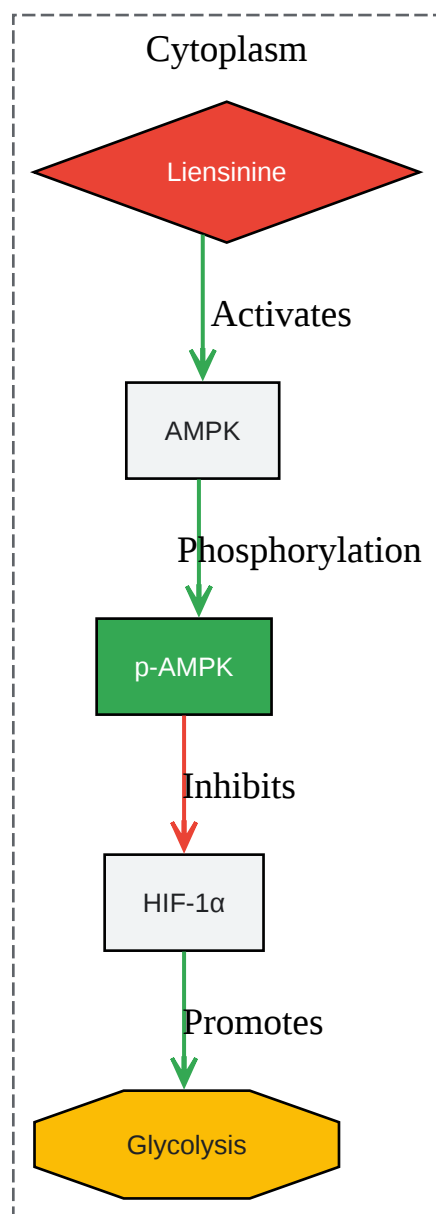 Cytoplasm
Liensinine
Activates
AMPK
Phosphorylation
p-AMPK
Inhibits
HIF-1α
Promotes
Glycolysis